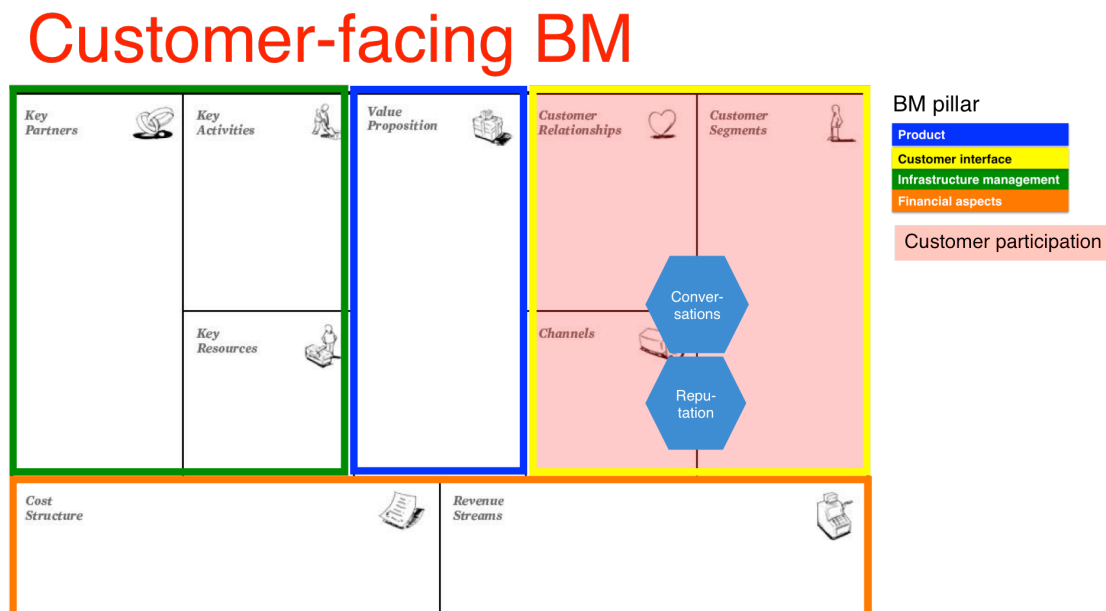 Customer-facing BM
Key
Partners
Key
Activities
Value
Proposition
Customer
Relationships
Customer
Segments
Key
Resources
Channels
Conver-
sations
Repu-
tation
Cost
Structure
Revenue
Streams
BM pillar
Product
Customer interface
Infrastructure management
Financial aspects
Customer participation